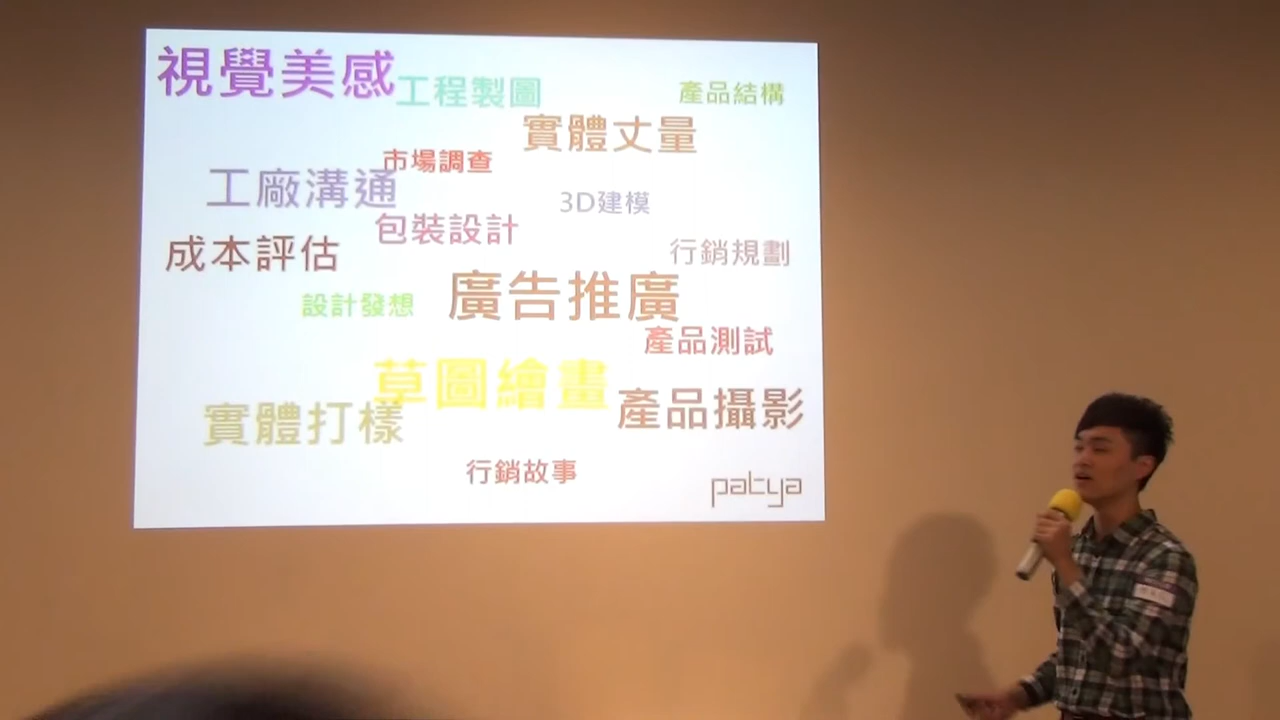 視覺美感
工程製圖
產品結構
實體丈量
市場調查
工廠溝通
3D建模
包裝設計
成本評估
行銷規劃
廣告推廣
設計發想
產品測試
草圖繪畫
產品攝影
實體打樣
行銷故事
patya